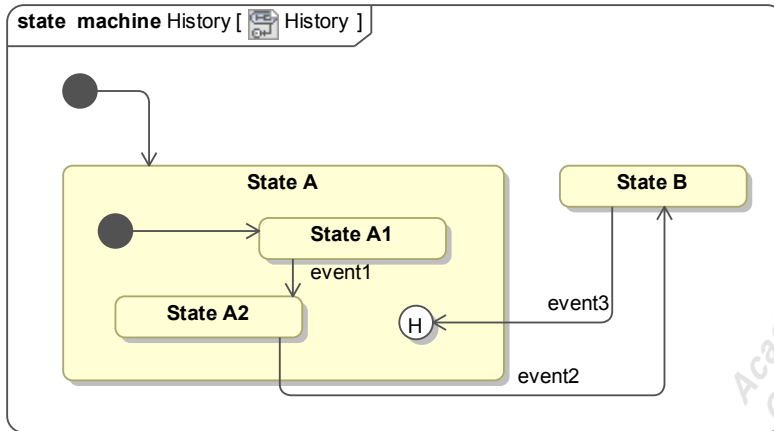 state machine History [ History ]
State A
State B
State A1
event1
State A2
H
event3
event2